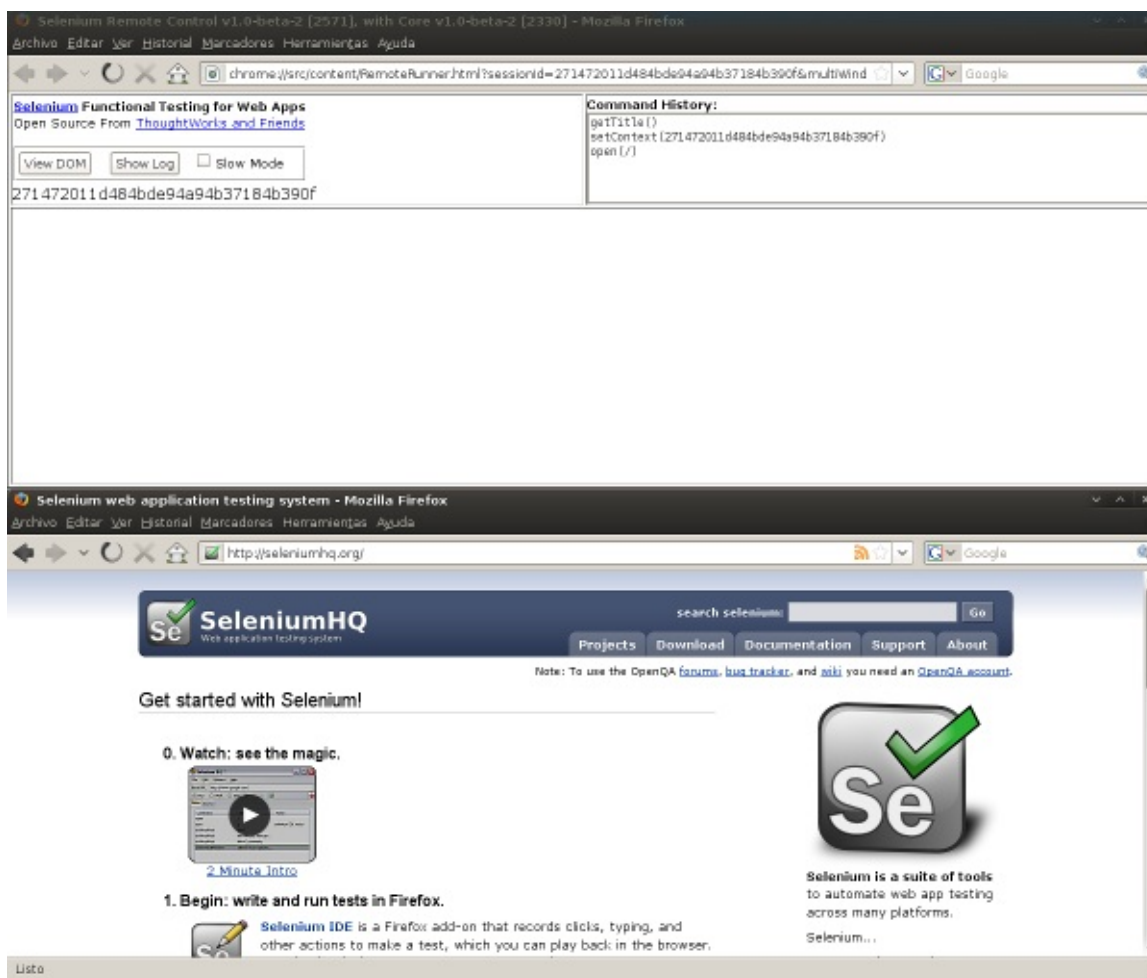 Selenium Remote Control v1.0-beta-2 [2571], with Core v1.0-beta-2 [2330] - Mozilla Firefox
Archivo Editar Ver Historial Marcadores Herramientas Ayuda
chrome://src/content/RemoteRunner.html?sessionId=271472011d484bde94a94b37184b390f&multiWind
Google
Selenium Functional Testing for Web Apps
Open Source From ThoughtWorks and Friends
View DOM Show Log Slow Mode
271472011d484bde94a94b37184b390f
Command History:
getTitle()
setContext(271472011d484bde94a94b37184b390f)
open(/)
Selenium web application testing system - Mozilla Firefox
Archivo Editar Ver Historial Marcadores Herramientas Ayuda
http://seleniumhq.org/
Google
Se SeleniumHQ
Web application testing system
search selenium: Go
Projects Download Documentation Support About
Note: To use the OpenQA forums, bug tracker, and wiki you need an OpenQA account.
Get started with Selenium!
0. Watch: see the magic.
2 Minute Intro
1. Begin: write and run tests in Firefox.
Selenium IDE is a Firefox add-on that records clicks, typing, and
other actions to make a test, which you can play back in the browser.
Se
Selenium is a suite of tools
to automate web app testing
across many platforms.
Selenium...
Listo